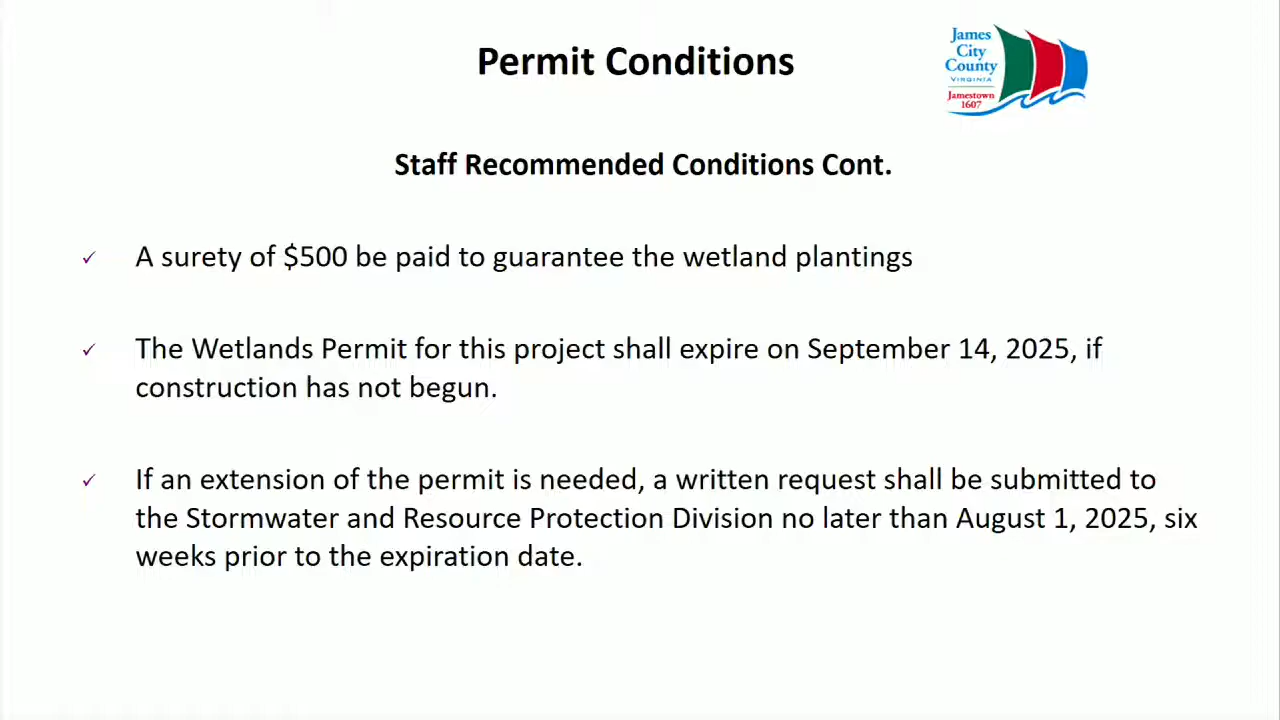 Permit Conditions
James
City
County
VIRGINIA
Jamestown
1607
Staff Recommended Conditions Cont.
✓ A surety of $500 be paid to guarantee the wetland plantings
✓ The Wetlands Permit for this project shall expire on September 14, 2025, if
construction has not begun.
✓ If an extension of the permit is needed, a written request shall be submitted to
the Stormwater and Resource Protection Division no later than August 1, 2025, six
weeks prior to the expiration date.